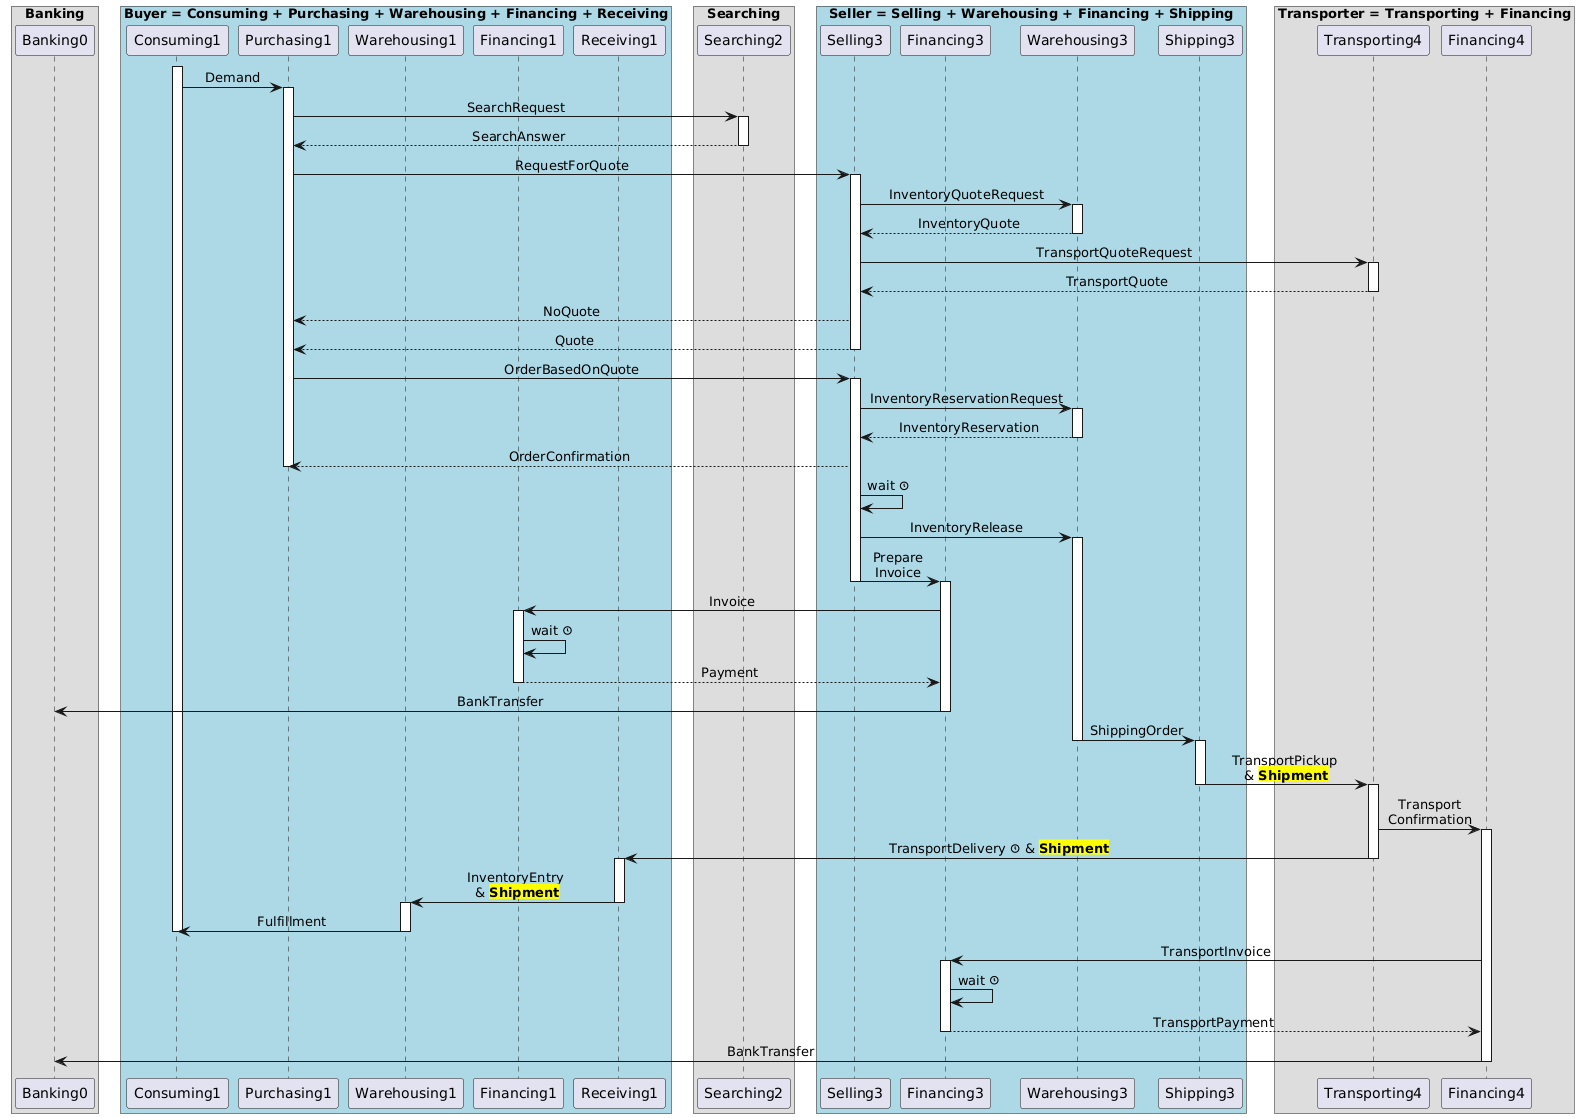 Banking
Buyer = Consuming + Purchasing + Warehousing + Financing + Receiving
Searching
Seller = Selling + Warehousing + Financing + Shipping
Transporter = Transporting + Financing
Banking0
Consuming1
Purchasing1
Warehousing1
Financing1
Receiving1
Searching2
Selling3
Financing3
Warehousing3
Shipping3
Transporting4
Financing4
Demand
SearchRequest
SearchAnswer
RequestForQuote
InventoryQuoteRequest
InventoryQuote
TransportQuoteRequest
TransportQuote
NoQuote
Quote
OrderBasedOnQuote
InventoryReservationRequest
InventoryReservation
OrderConfirmation
wait
InventoryRelease
Prepare
Invoice
Invoice
wait
Payment
BankTransfer
ShippingOrder
TransportPickup
& Shipment
Transport
Confirmation
TransportDelivery & Shipment
InventoryEntry
& Shipment
Fulfillment
TransportInvoice
wait
TransportPayment
BankTransfer
Banking0
Consuming1
Purchasing1
Warehousing1
Financing1
Receiving1
Searching2
Selling3
Financing3
Warehousing3
Shipping3
Transporting4
Financing4